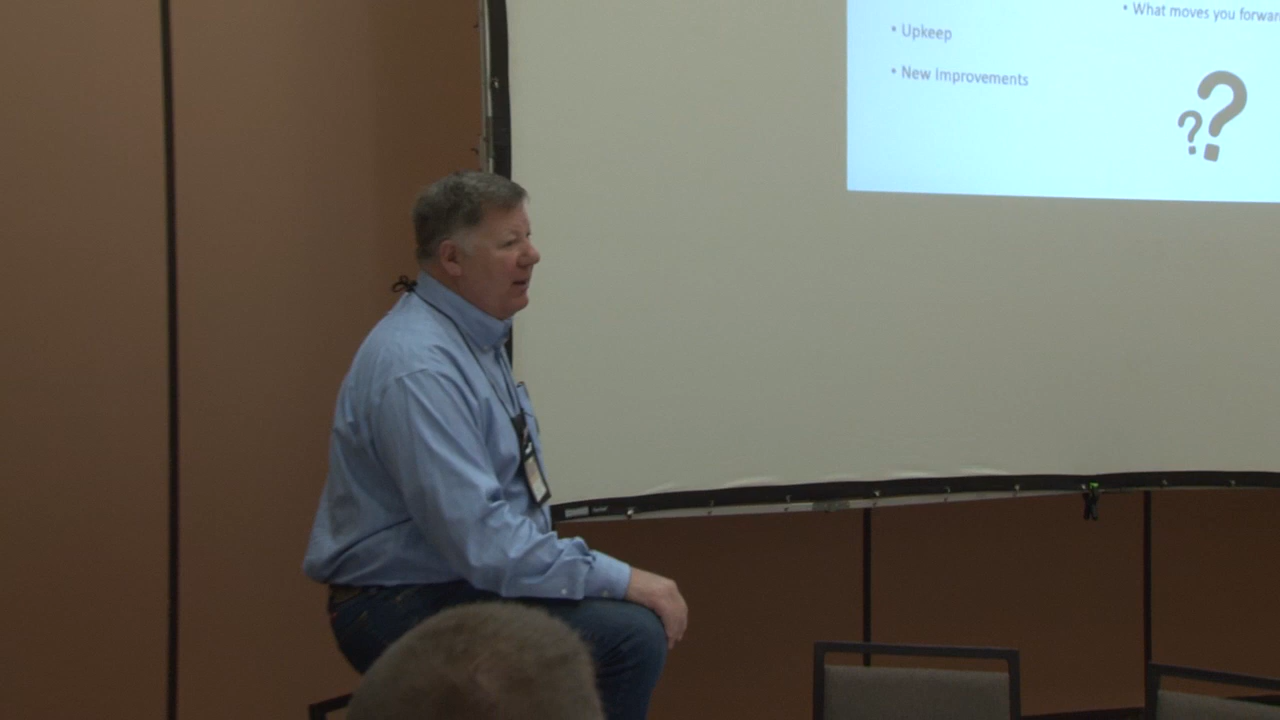 • What moves you forwar
• Upkeep
• New Improvements
??